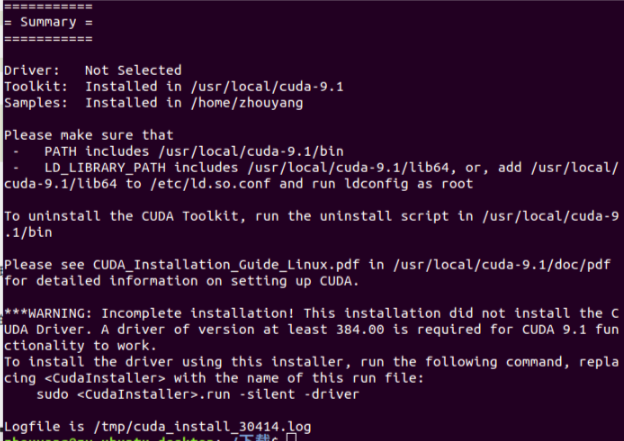 ===========
= Summary =
===========
Driver:   Not Selected
Toolkit:  Installed in /usr/local/cuda-9.1
Samples:  Installed in /home/zhouyang
Please make sure that
 -   PATH includes /usr/local/cuda-9.1/bin
 -   LD_LIBRARY_PATH includes /usr/local/cuda-9.1/lib64, or, add /usr/local/
cuda-9.1/lib64 to /etc/ld.so.conf and run ldconfig as root
To uninstall the CUDA Toolkit, run the uninstall script in /usr/local/cuda-9
.1/bin
Please see CUDA_Installation_Guide_Linux.pdf in /usr/local/cuda-9.1/doc/pdf
for detailed information on setting up CUDA.
***WARNING: Incomplete installation! This installation did not install the C
UDA Driver. A driver of version at least 384.00 is required for CUDA 9.1 fun
ctionality to work.
To install the driver using this installer, run the following command, repla
cing <CudaInstaller> with the name of this run file:
    sudo <CudaInstaller>.run -silent -driver
Logfile is /tmp/cuda_install_30414.log